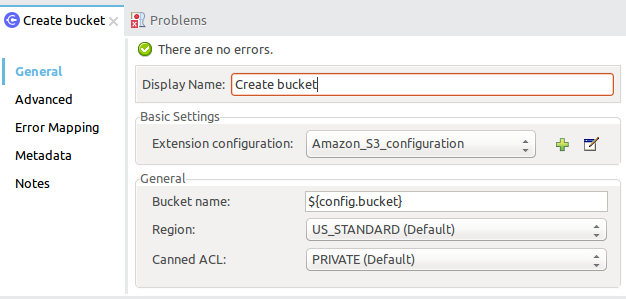 Create bucket
Problems
There are no errors.
General
Advanced
Error Mapping
Metadata
Notes
Display Name: Create bucket
Basic Settings
Extension configuration: Amazon_S3_configuration
General
Bucket name: ${config.bucket}
Region: US_STANDARD (Default)
Canned ACL: PRIVATE (Default)